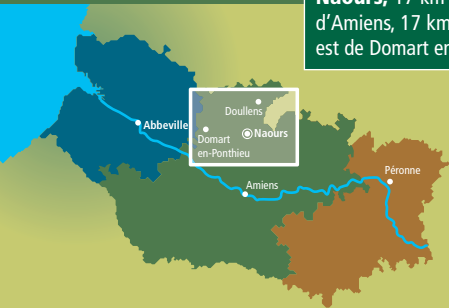 Naours, 17 km
d'Amiens, 17 km
est de Domart en
Doullens
Abbeville
Naours
Domart
en-Ponthieu
Amiens
Péronne